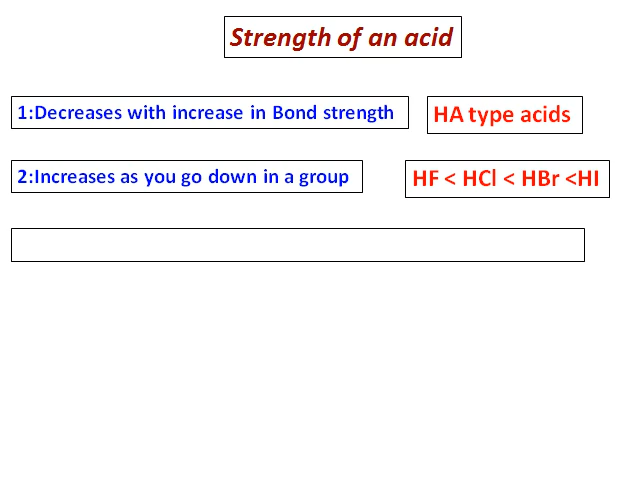 Strength of an acid
1:Decreases with increase in Bond strength
HA type acids
2:Increases as you go down in a group
HF < HCl < HBr <HI